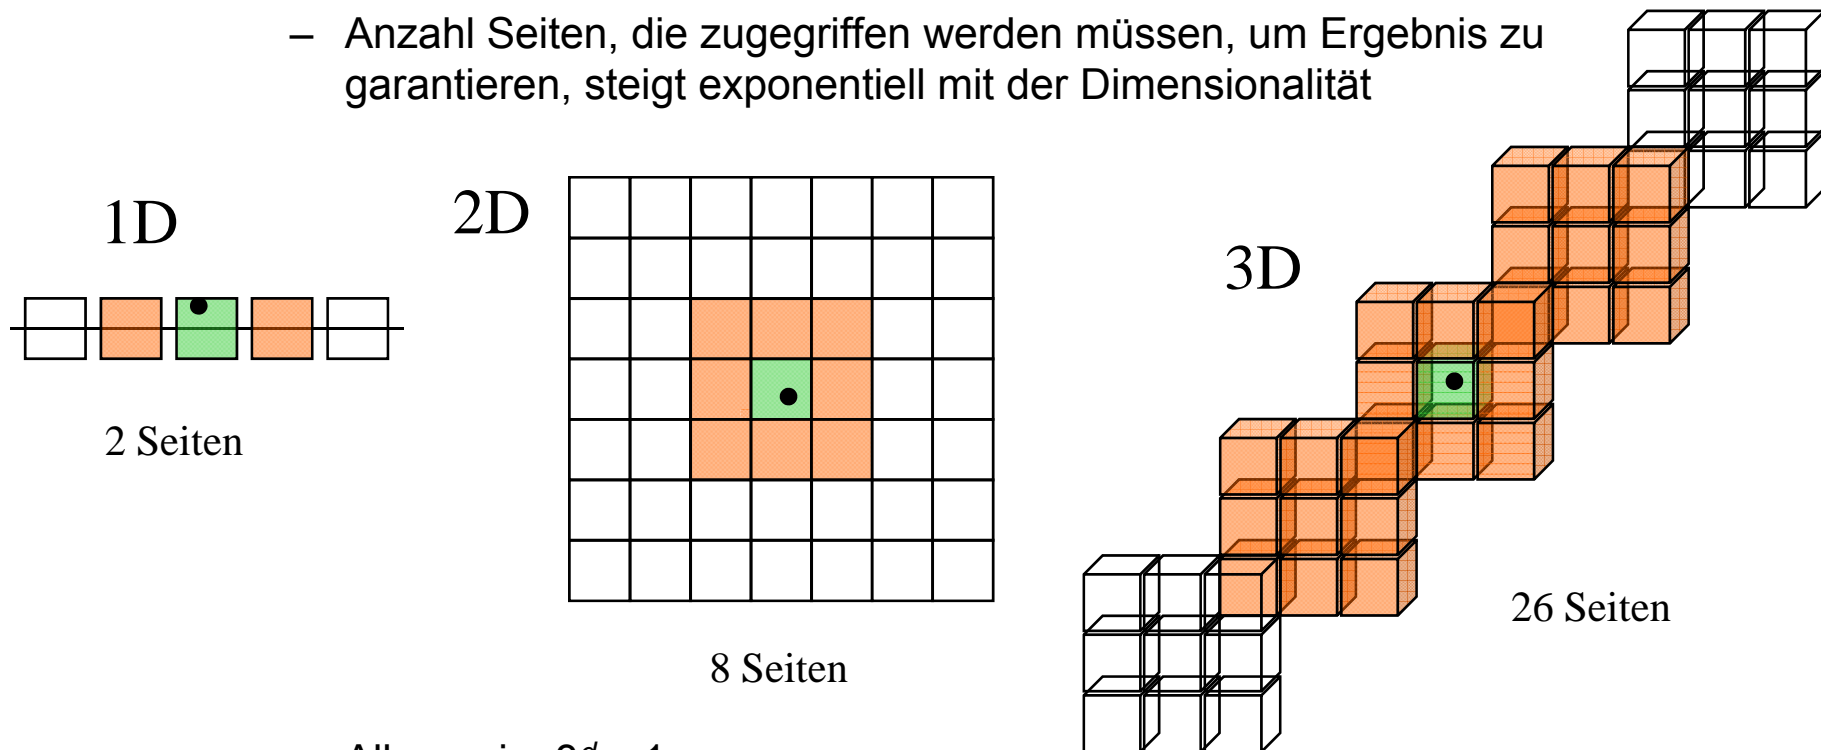 – Anzahl Seiten, die zugegriffen werden müssen, um Ergebnis zu
garantieren, steigt exponentiell mit der Dimensionalität
1D
2D
3D
2 Seiten
8 Seiten
26 Seiten